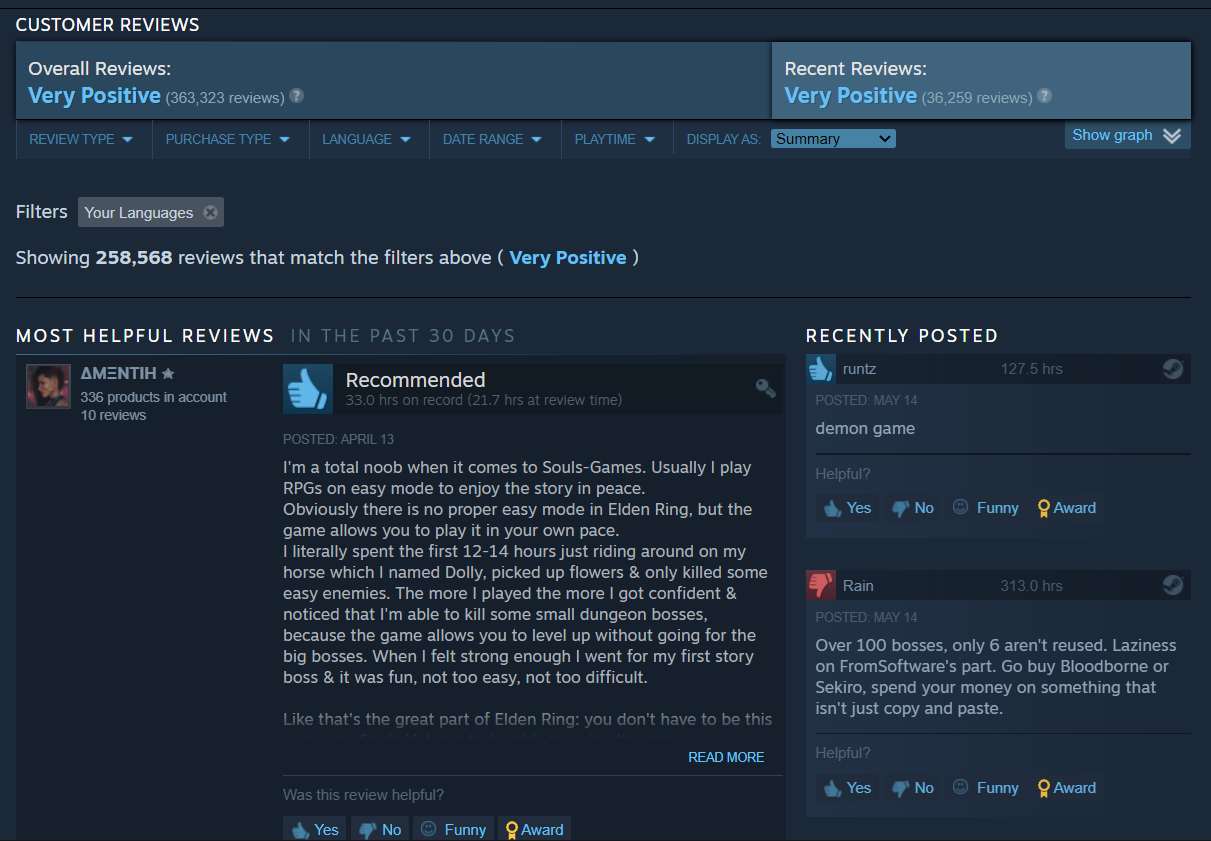 CUSTOMER REVIEWS
Overall Reviews:
Very Positive (363,323 reviews) ?
Recent Reviews:
Very Positive (36,259 reviews) ?
REVIEW TYPE PURCHASE TYPE LANGUAGE DATE RANGE PLAYTIME DISPLAY AS: Summary Show graph
Filters Your Languages
Showing 258,568 reviews that match the filters above ( Very Positive )
MOST HELPFUL REVIEWS IN THE PAST 30 DAYS
ΔMΞNTIH
336 products in account
10 reviews
Recommended
33.0 hrs on record (21.7 hrs at review time)
POSTED: APRIL 13
I'm a total noob when it comes to Souls-Games. Usually I play
RPGs on easy mode to enjoy the story in peace.
Obviously there is no proper easy mode in Elden Ring, but the
game allows you to play it in your own pace.
I literally spent the first 12-14 hours just riding around on my
horse which I named Dolly, picked up flowers & only killed some
easy enemies. The more I played the more I got confident &
noticed that I'm able to kill some small dungeon bosses,
because the game allows you to level up without going for the
big bosses. When I felt strong enough I went for my first story
boss & it was fun, not too easy, not too difficult.
Like that's the great part of Elden Ring: you don't have to be this
READ MORE
Was this review helpful?
Yes No Funny Award
RECENTLY POSTED
runtz 127.5 hrs
POSTED: MAY 14
demon game
Helpful?
Yes No Funny Award
Rain 313.0 hrs
POSTED: MAY 14
Over 100 bosses, only 6 aren't reused. Laziness
on FromSoftware's part. Go buy Bloodborne or
Sekiro, spend your money on something that
isn't just copy and paste.
Helpful?
Yes No Funny Award